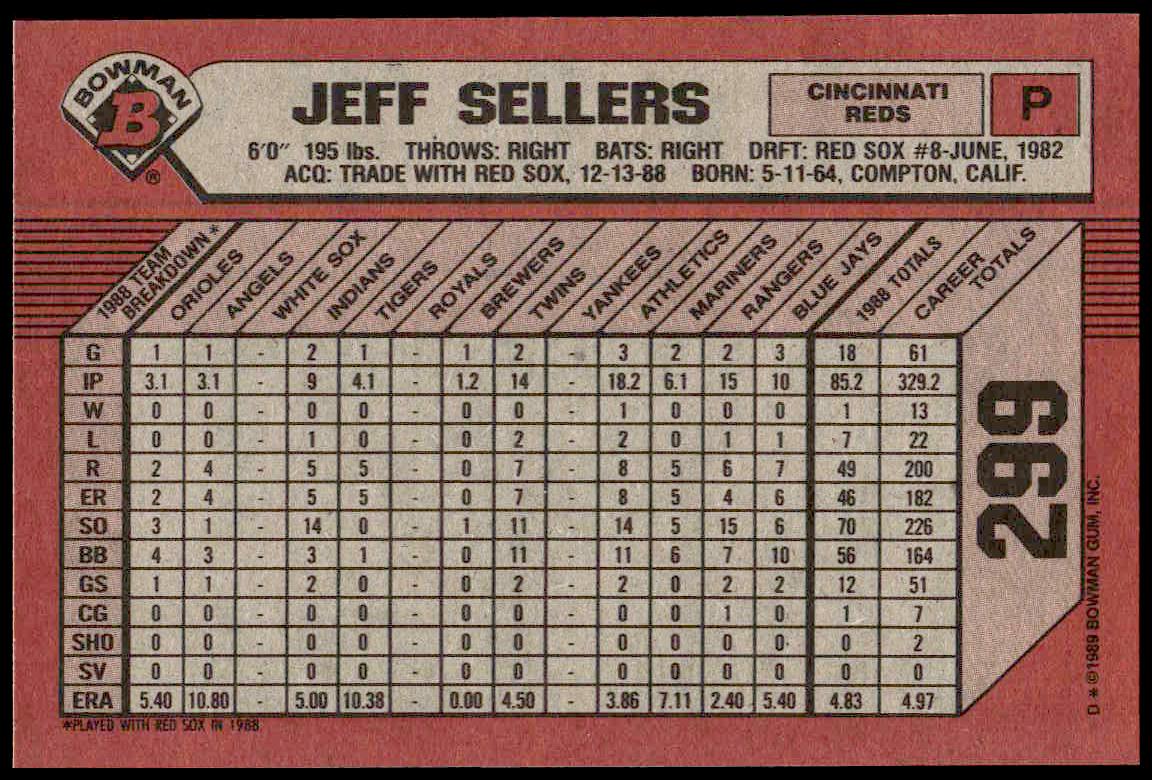 BOWMAN
B
®
JEFF SELLERS
CINCINNATI
REDS
P
6'0" 195 lbs. THROWS: RIGHT BATS: RIGHT DRFT: RED SOX #8-JUNE, 1982
ACQ: TRADE WITH RED SOX, 12-13-88 BORN: 5-11-64, COMPTON, CALIF.
1988 TEAM BREAKDOWN* ORIOLES ANGELS WHITE SOX INDIANS TIGERS ROYALS BREWERS TWINS YANKEES ATHLETICS MARINERS RANGERS BLUE JAYS 1988 TOTALS CAREER TOTALS
G 1 1 - 2 1 - 1 2 - 3 2 2 3 18 61
IP 3.1 3.1 - 9 4.1 - 1.2 14 - 18.2 6.1 15 10 85.2 329.2
W 0 0 - 0 0 - 0 0 - 1 0 0 0 1 13
L 0 0 - 1 0 - 0 2 - 2 0 1 1 7 22
R 2 4 - 5 5 - 0 7 - 8 5 6 7 49 200
ER 2 4 - 5 5 - 0 7 - 8 5 4 6 46 182
SO 3 1 - 14 0 - 1 11 - 14 5 15 6 70 226
BB 4 3 - 3 1 - 0 11 - 11 6 7 10 56 164
GS 1 1 - 2 0 - 0 2 - 2 0 2 2 12 51
CG 0 0 - 0 0 - 0 0 - 0 0 1 0 1 7
SHO 0 0 - 0 0 - 0 0 - 0 0 0 0 0 2
SV 0 0 - 0 0 - 0 0 - 0 0 0 0 0 0
ERA 5.40 10.80 - 5.00 10.38 - 0.00 4.50 - 3.86 7.11 2.40 5.40 4.83 4.97
*PLAYED WITH RED SOX IN 1988
299
D*©1989 BOWMAN GUM, INC.